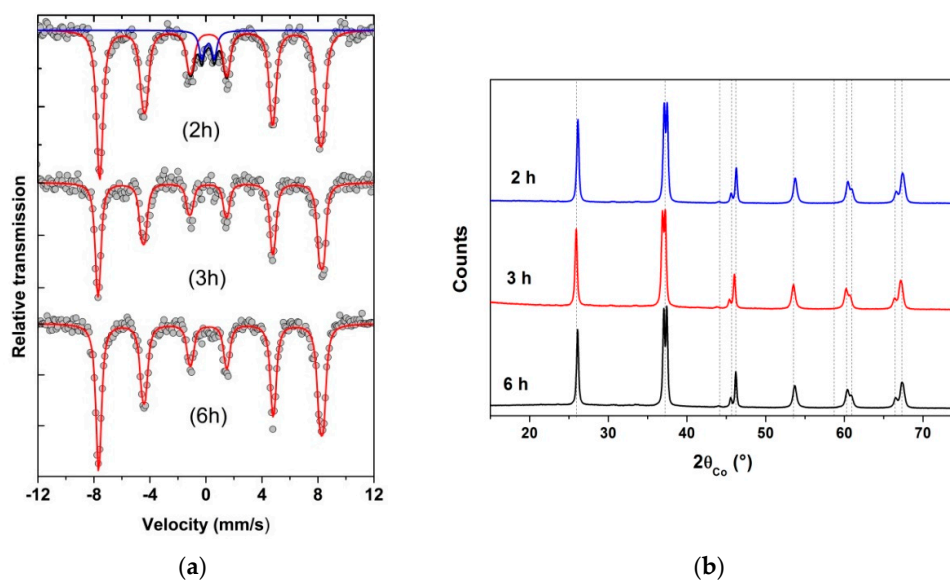 (2h)
(3h)
(6h)
Relative transmission
-12 -8 -4 0 4 8 12
Velocity (mm/s)
(a)
2 h
3 h
6 h
Counts
20 30 40 50 60 70
2θCo (°)
(b)